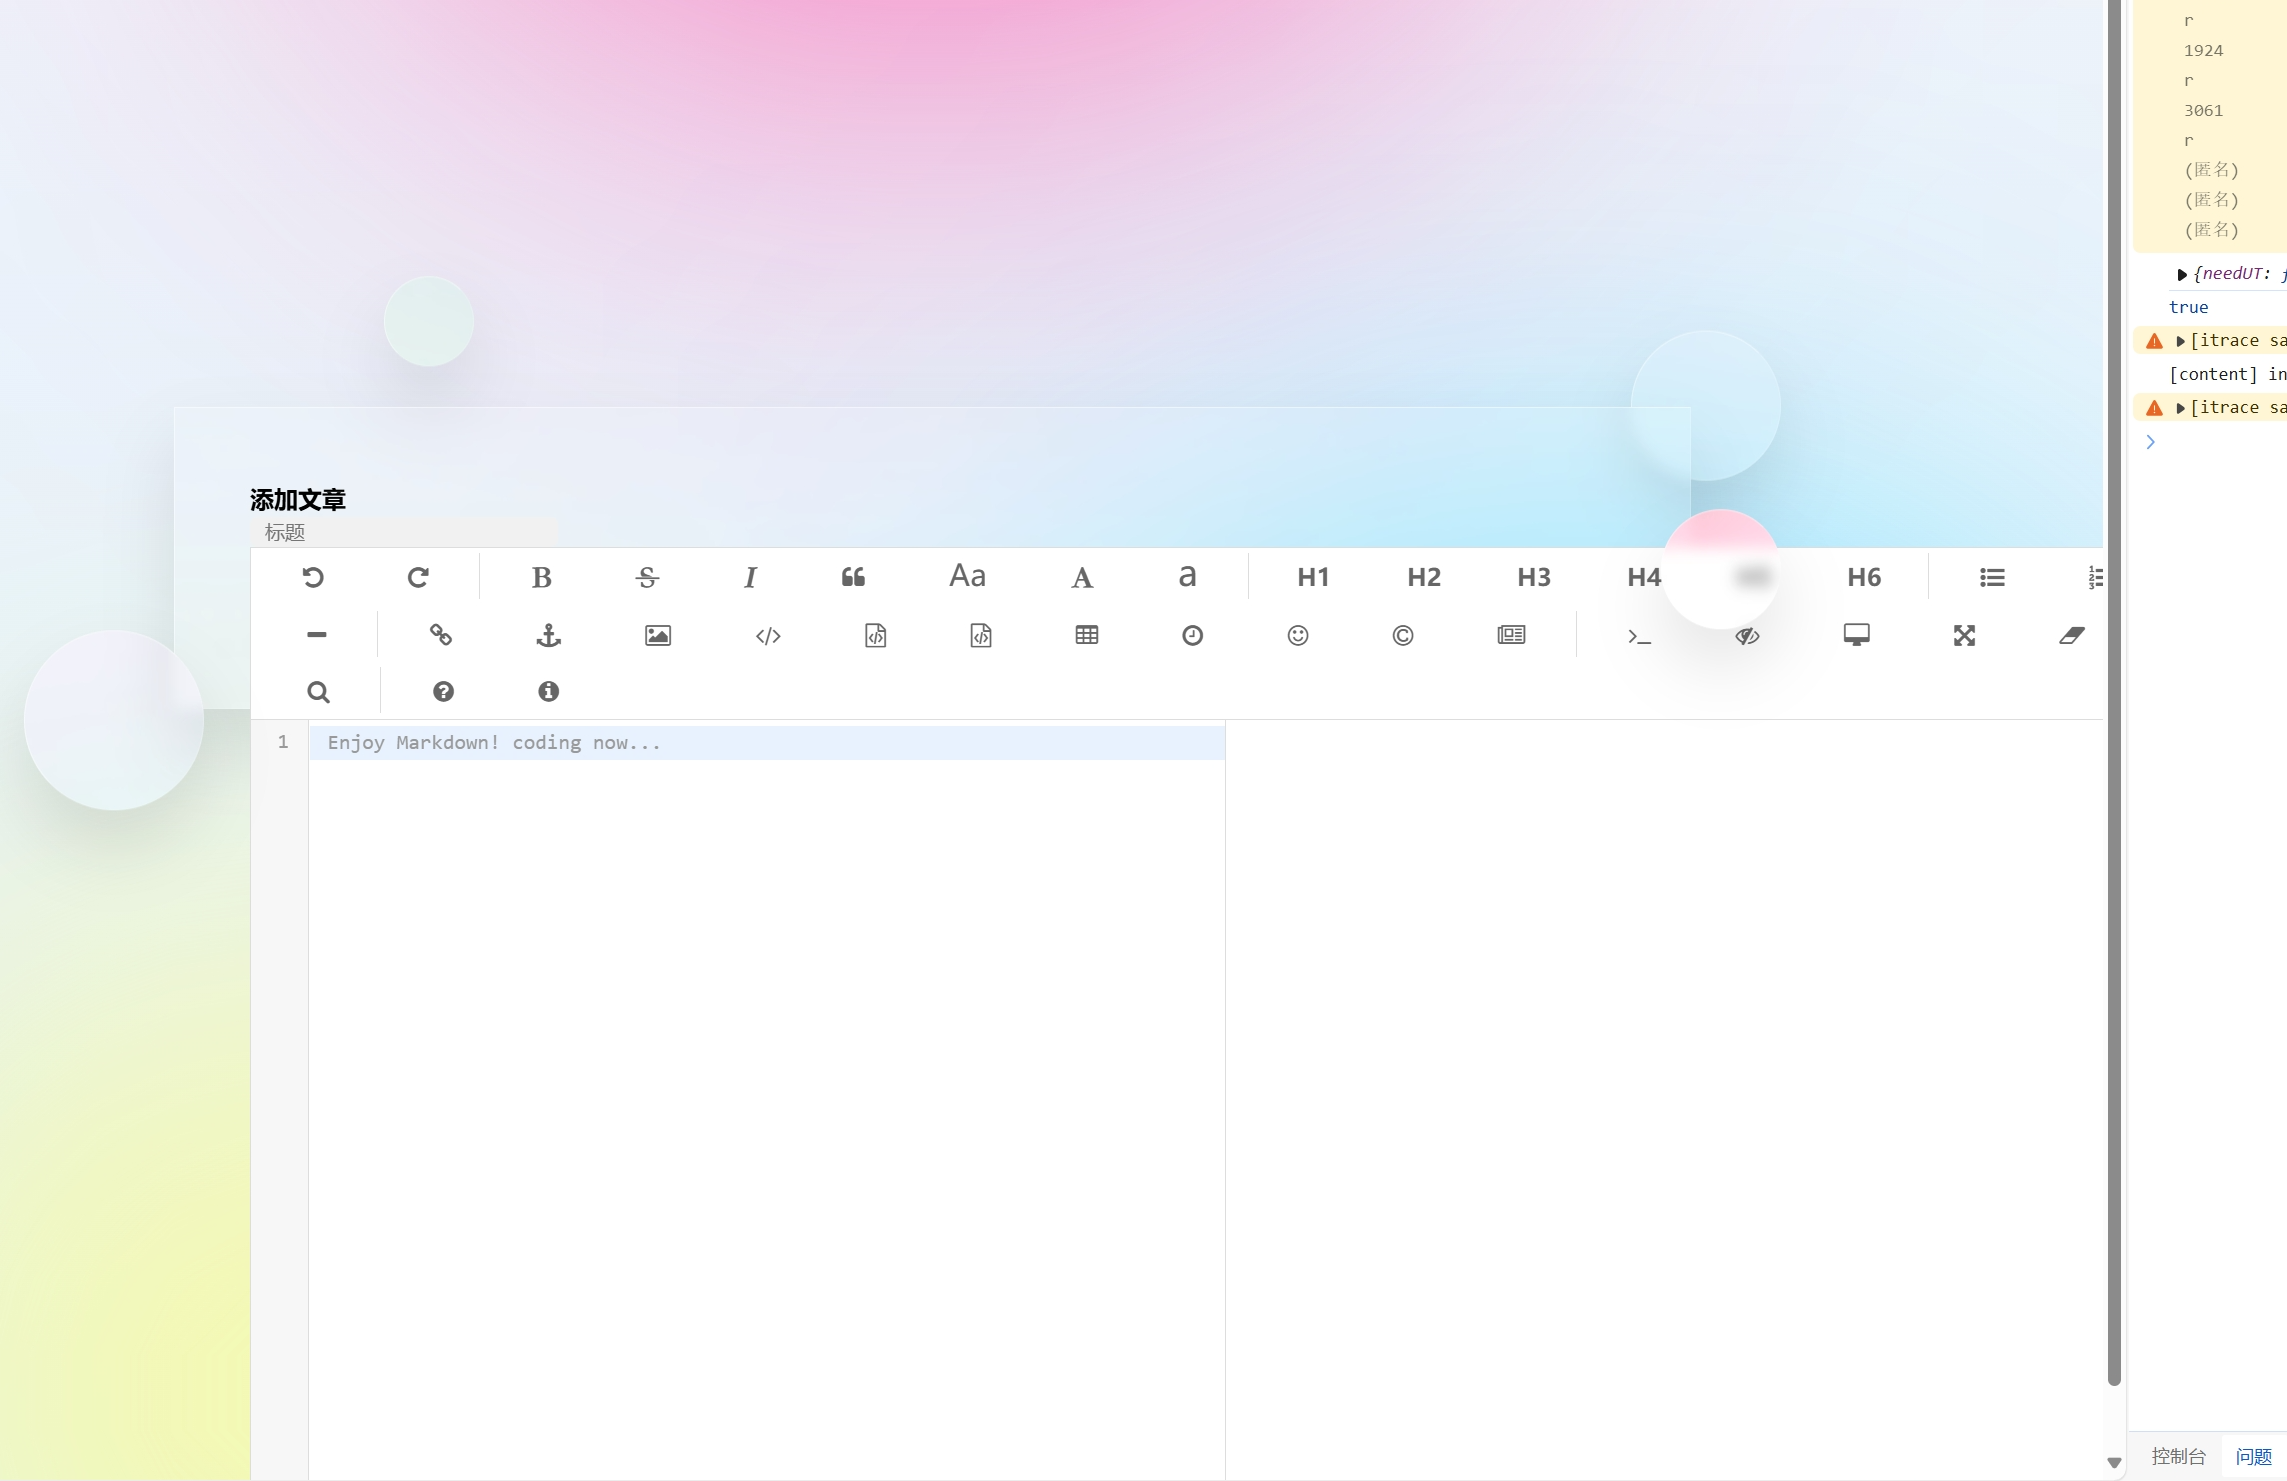 添加文章
标题
B S I Aa A a H1 H2 H3 H4 H6
1 Enjoy Markdown! coding now...
r
1924
r
3061
r
(匿名)
(匿名)
(匿名)
{needUT: ƒ
true
[itrace sa
[content] in
[itrace sa
控制台 问题